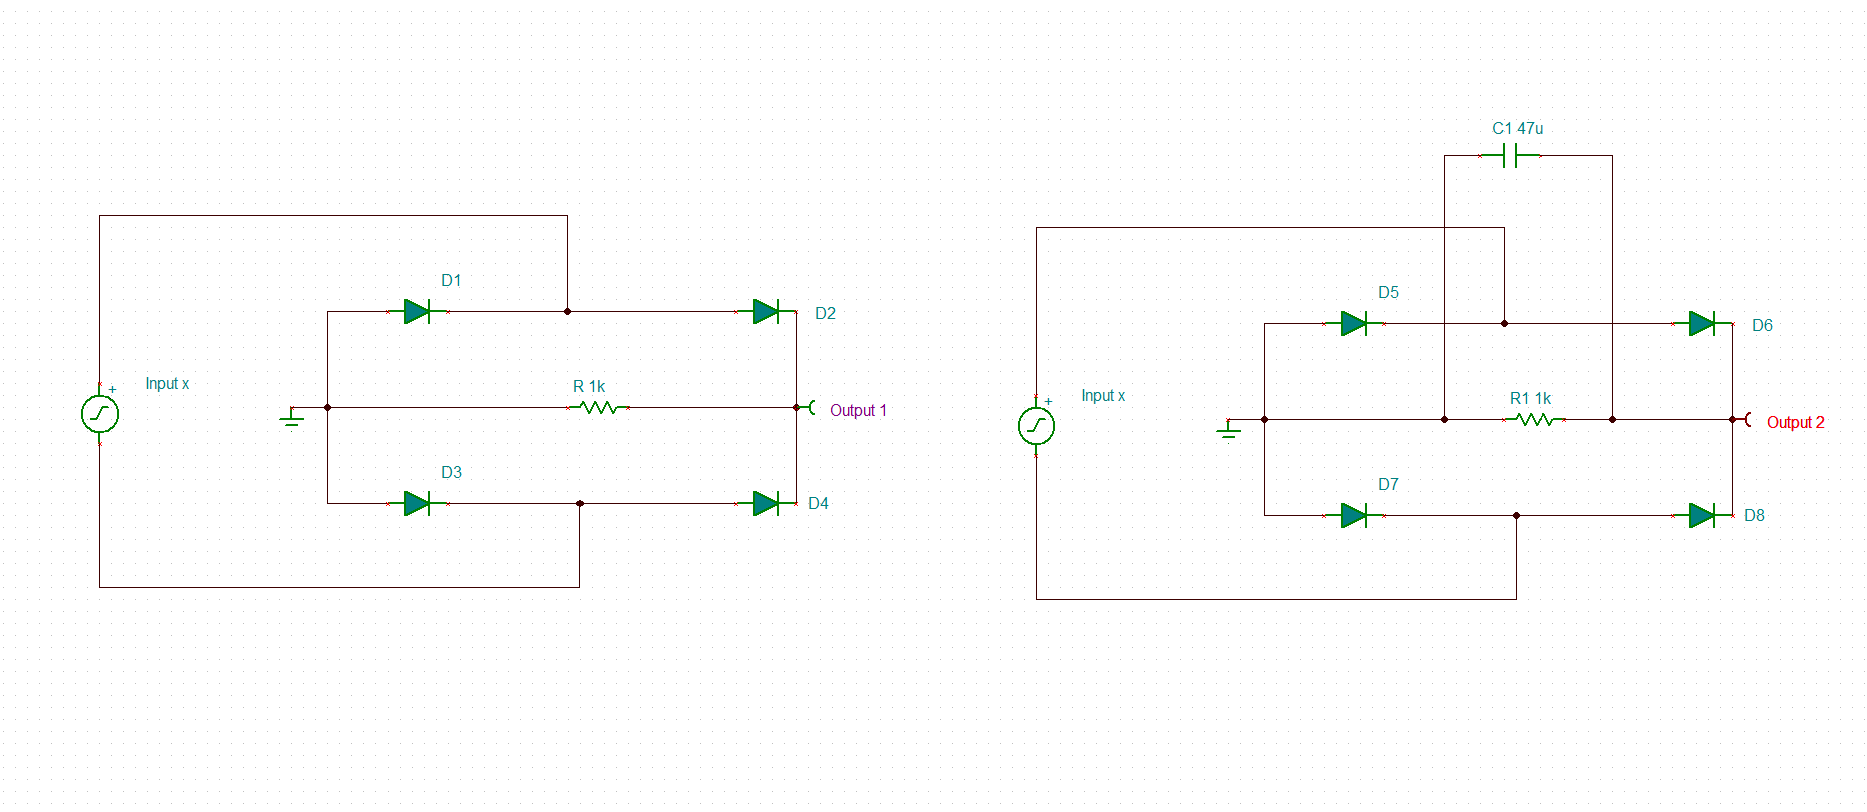 D1
D2
Input x
+
R 1k
Output 1
D3
D4
C1 47u
D5
D6
Input x
+
R1 1k
Output 2
D7
D8